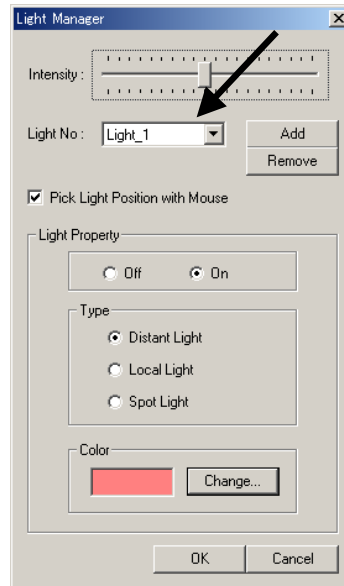 Light Manager
Intensity :
Light No : Light_1 Add
Remove
Pick Light Position with Mouse
Light Property
Off On
Type
Distant Light
Local Light
Spot Light
Color
Change...
OK Cancel